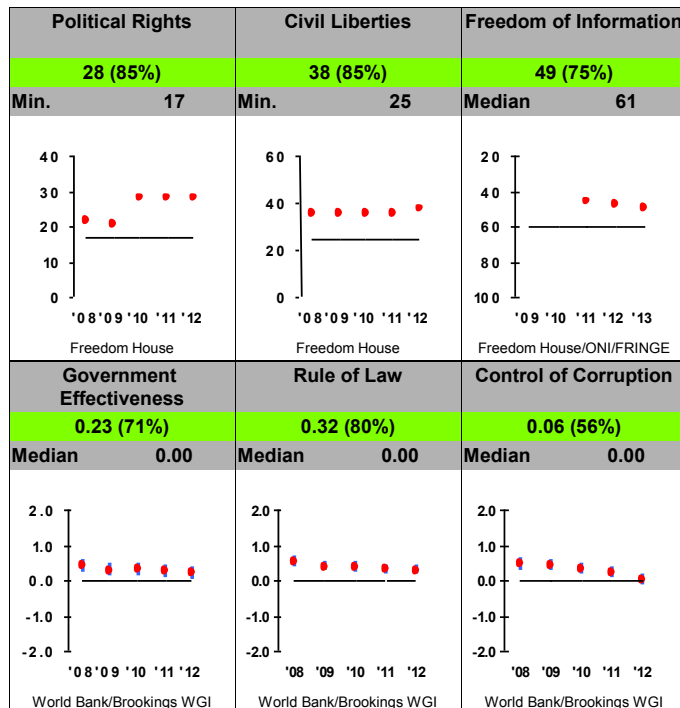 Political Rights
28 (85%)
Min. 17
40
30
20
10
0
'08 '09 '10 '11 '12
Freedom House
Civil Liberties
38 (85%)
Min. 25
60
40
20
0
'08 '09 '10 '11 '12
Freedom House
Freedom of Information
49 (75%)
Median 61
20
40
60
80
100
'09 '10 '11 '12 '13
Freedom House/ONI/FRINGE
Government
Effectiveness
0.23 (71%)
Median 0.00
2.0
1.0
0.0
-1.0
-2.0
'08 '09 '10 '11 '12
World Bank/Brookings WGI
Rule of Law
0.32 (80%)
Median 0.00
2.0
1.0
0.0
-1.0
-2.0
'08 '09 '10 '11 '12
World Bank/Brookings WGI
Control of Corruption
0.06 (56%)
Median 0.00
2.0
1.0
0.0
-1.0
-2.0
'08 '09 '10 '11 '12
World Bank/Brookings WGI